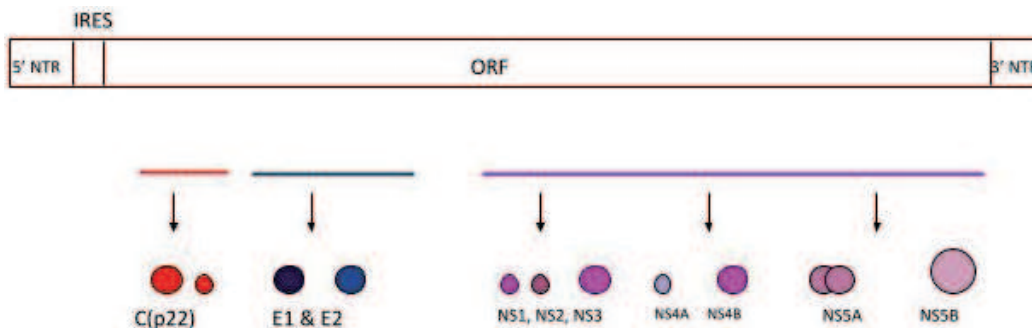 IRES
5' NTR
ORF
3' NTR
C(p22)
E1 & E2
NS1, NS2, NS3
NS4A
NS4B
NS5A
NS5B